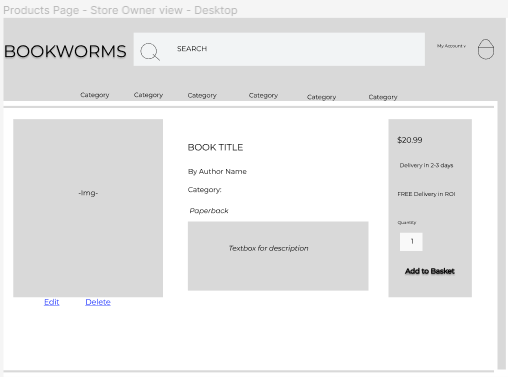 Products Page - Store Owner view - Desktop
BOOKWORMS
SEARCH
My Account v
Category Category Category Category Category Category
-Img-
BOOK TITLE
By Author Name
Category:
Paperback
Textbox for description
$20.99
Delivery in 2-3 days
FREE Delivery in ROI
Quantity
1
Add to Basket
Edit Delete